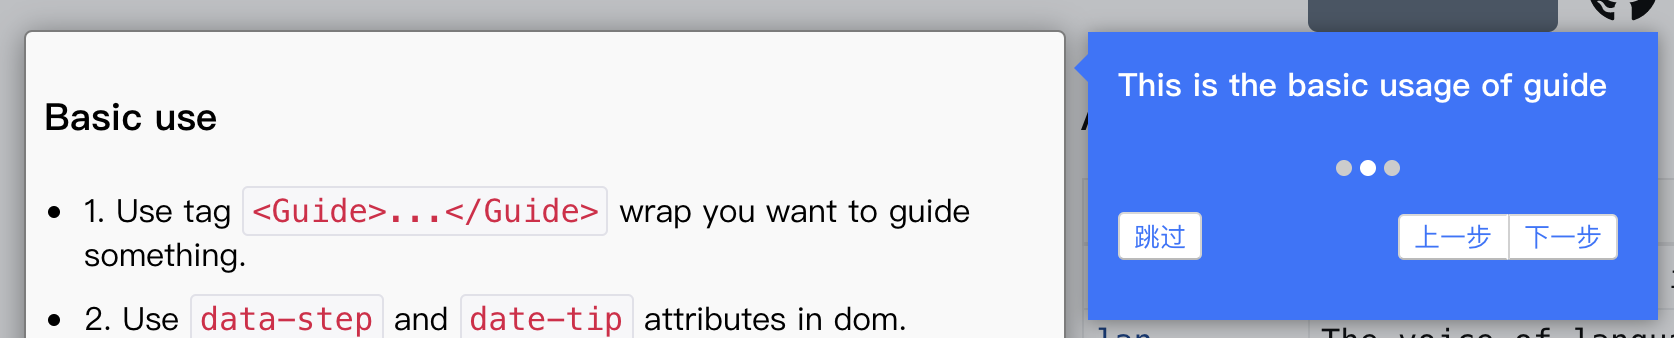 Basic use
1. Use tag <Guide>...</Guide> wrap you want to guide
something.
2. Use data-step and date-tip attributes in dom.
This is the basic usage of guide
跳过
上一步 下一步
lan
The voice of langu